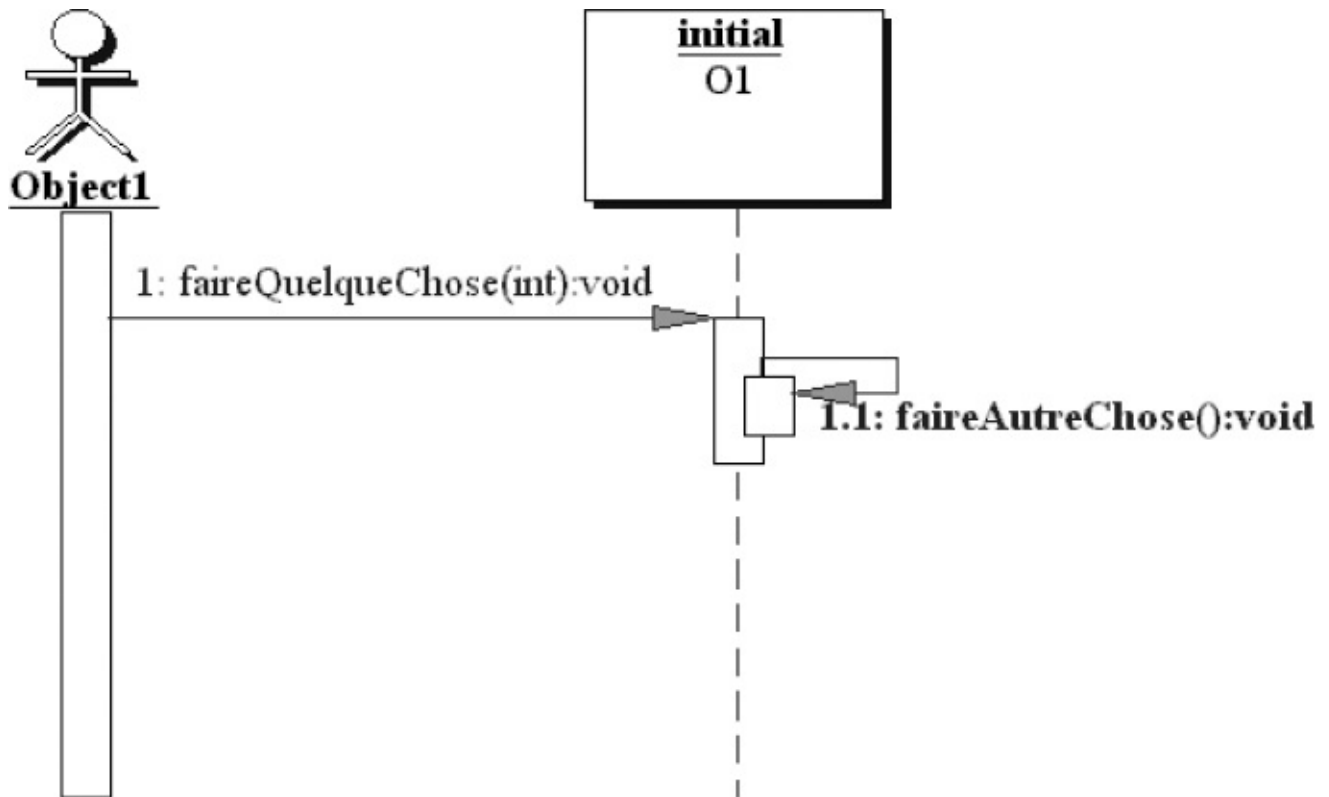 initial
O1
Object1
1: faireQuelqueChose(int):void
1.1: faireAutreChose():void